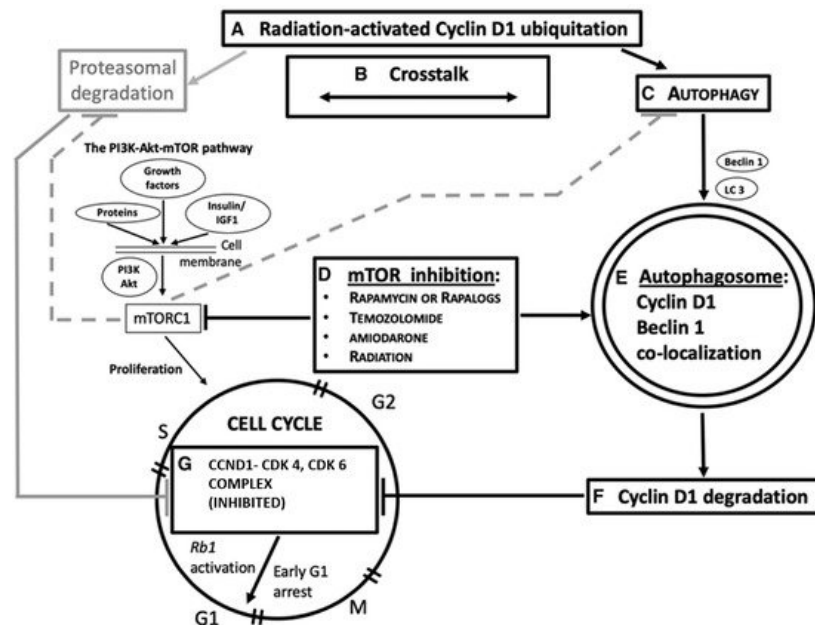 A Radiation-activated Cyclin D1 ubiquitation
Proteasomal
degradation
B Crosstalk
C AUTOPHAGY
The PI3K-Akt-mTOR pathway
Growth
factors
Proteins
Insulin/
IGF1
Cell
membrane
PI3K
Akt
mTORC1
Beclin 1
LC 3
D mTOR inhibition:
• RAPAMYCIN OR RAPALOGS
• TEMOZOLOMIDE
• AMIODARONE
• RADIATION
E Autophagosome:
Cyclin D1
Beclin 1
co-localization
Proliferation
CELL CYCLE
S
G2
G CCND1- CDK 4, CDK 6
COMPLEX
(INHIBITED)
F Cyclin D1 degradation
Rb1
activation
Early G1
arrest
G1
M